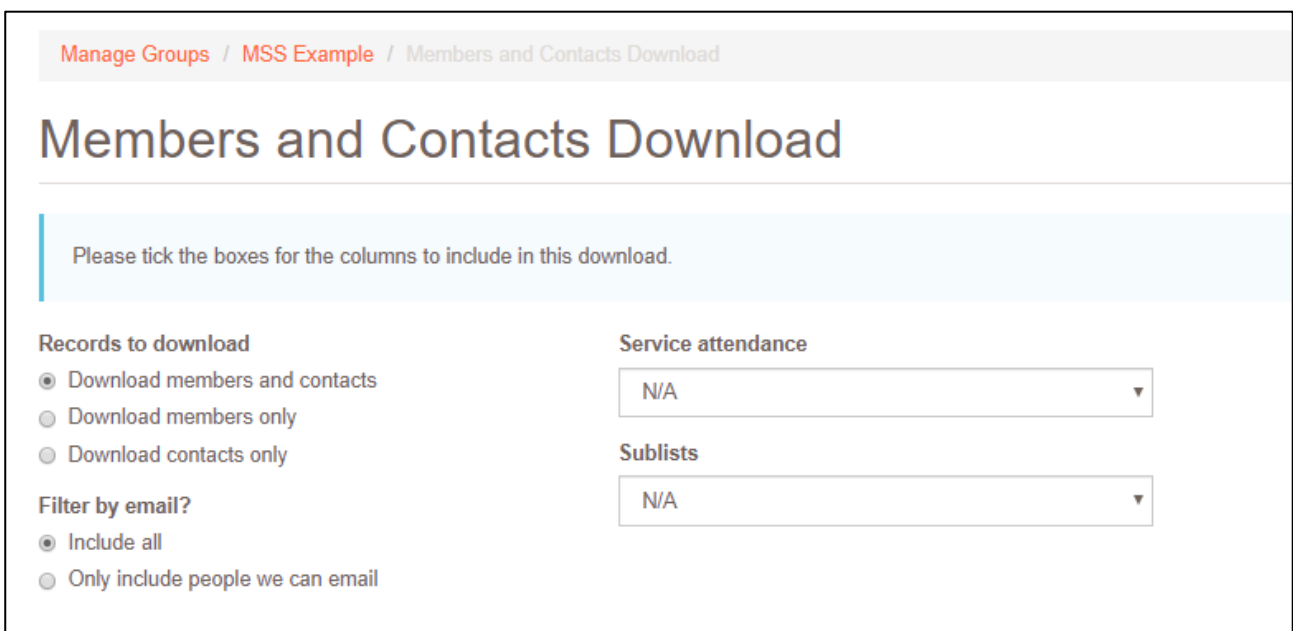 Manage Groups / MSS Example / Members and Contacts Download
Members and Contacts Download
Please tick the boxes for the columns to include in this download.
Records to download
Download members and contacts
Download members only
Download contacts only
Filter by email?
Include all
Only include people we can email
Service attendance
N/A
Sublists
N/A